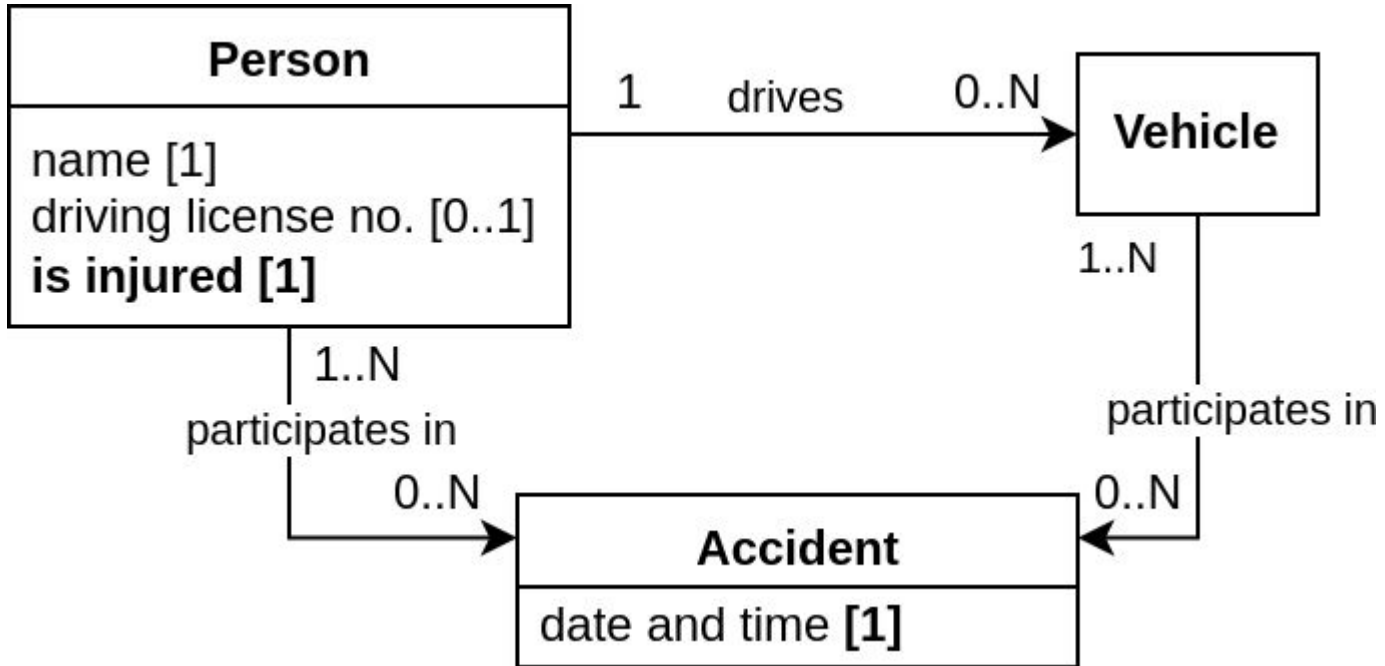 Person
name [1]
driving license no. [0..1]
is injured [1]
1
drives
0..N
Vehicle
1..N
participates in
0..N
1..N
participates in
0..N
Accident
date and time [1]